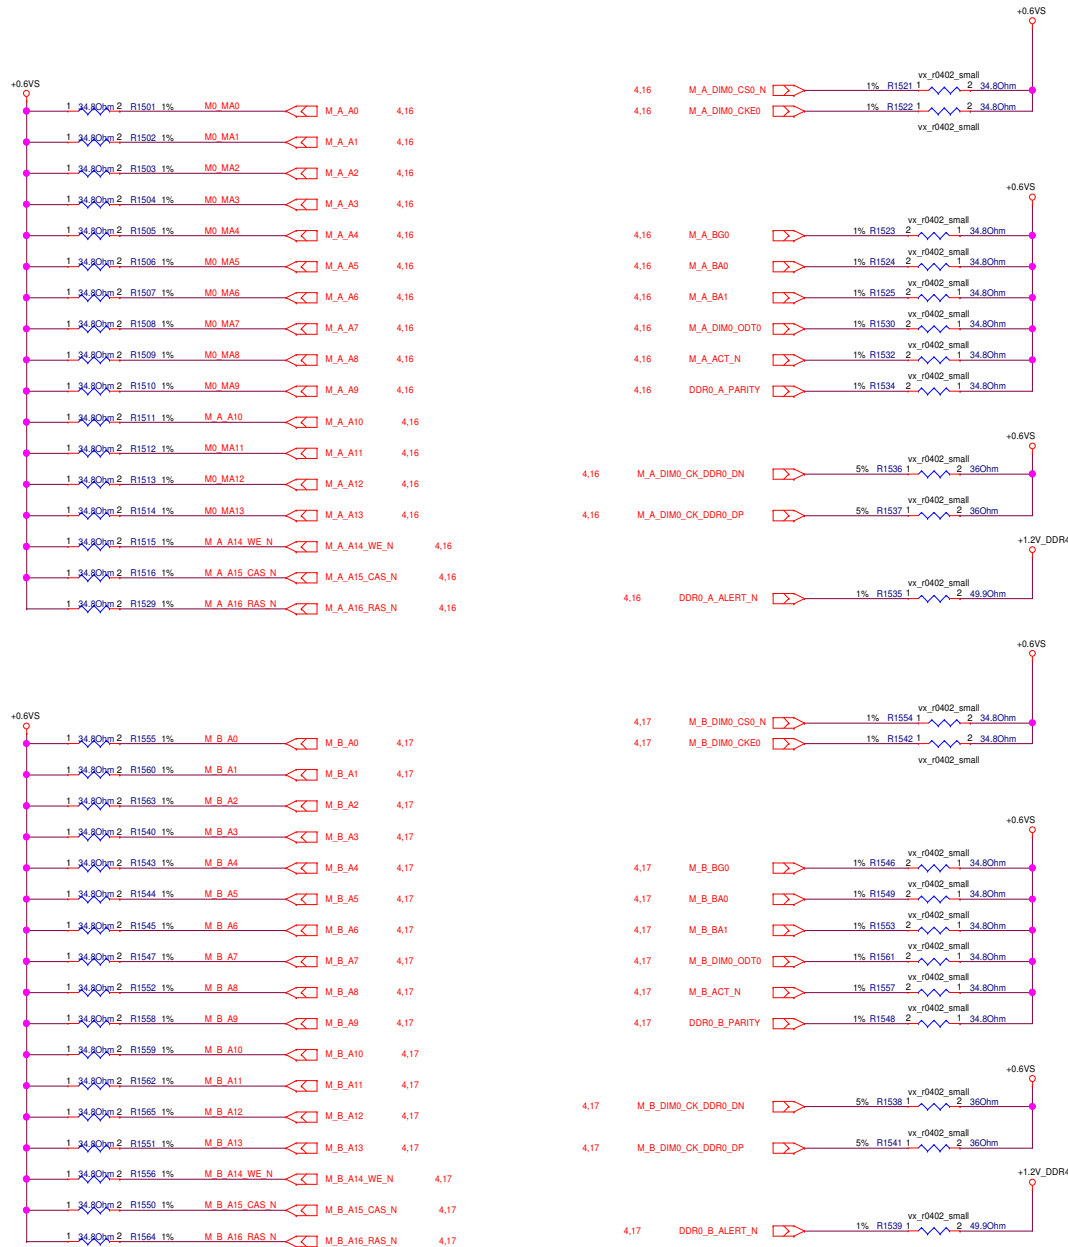 +0.6VS
1 34.8Ohm 2 R1501 1% M0_MA0 M_A_A0 4,16
1 34.8Ohm 2 R1502 1% M0_MA1 M_A_A1 4,16
1 34.8Ohm 2 R1503 1% M0_MA2 M_A_A2 4,16
1 34.8Ohm 2 R1504 1% M0_MA3 M_A_A3 4,16
1 34.8Ohm 2 R1505 1% M0_MA4 M_A_A4 4,16
1 34.8Ohm 2 R1506 1% M0_MA5 M_A_A5 4,16
1 34.8Ohm 2 R1507 1% M0_MA6 M_A_A6 4,16
1 34.8Ohm 2 R1508 1% M0_MA7 M_A_A7 4,16
1 34.8Ohm 2 R1509 1% M0_MA8 M_A_A8 4,16
1 34.8Ohm 2 R1510 1% M0_MA9 M_A_A9 4,16
1 34.8Ohm 2 R1511 1% M_A_A10 M_A_A10 4,16
1 34.8Ohm 2 R1512 1% M0_MA11 M_A_A11 4,16
1 34.8Ohm 2 R1513 1% M0_MA12 M_A_A12 4,16
1 34.8Ohm 2 R1514 1% M0_MA13 M_A_A13 4,16
1 34.8Ohm 2 R1515 1% M_A_A14_WE_N M_A_A14_WE_N 4,16
1 34.8Ohm 2 R1516 1% M_A_A15_CAS_N M_A_A15_CAS_N 4,16
1 34.8Ohm 2 R1529 1% M_A_A16_RAS_N M_A_A16_RAS_N 4,16
+0.6VS
vx_r0402_small
4,16 M_A_DIM0_CS0_N 1% R1521 1 2 34.8Ohm
4,16 M_A_DIM0_CKE0 1% R1522 1 2 34.8Ohm
vx_r0402_small
+0.6VS
vx_r0402_small
4,16 M_A_BG0 1% R1523 2 1 34.8Ohm
vx_r0402_small
4,16 M_A_BA0 1% R1524 2 1 34.8Ohm
vx_r0402_small
4,16 M_A_BA1 1% R1525 2 1 34.8Ohm
vx_r0402_small
4,16 M_A_DIM0_ODT0 1% R1530 2 1 34.8Ohm
vx_r0402_small
4,16 M_A_ACT_N 1% R1532 2 1 34.8Ohm
vx_r0402_small
4,16 DDR0_A_PARITY 1% R1534 2 1 34.8Ohm
+0.6VS
vx_r0402_small
4,16 M_A_DIM0_CK_DDR0_DN 5% R1536 1 2 36Ohm
vx_r0402_small
4,16 M_A_DIM0_CK_DDR0_DP 5% R1537 1 2 36Ohm
+1.2V_DDR4
vx_r0402_small
4,16 DDR0_A_ALERT_N 1% R1535 1 2 49.9Ohm
+0.6VS
1 34.8Ohm 2 R1555 1% M_B_A0 M_B_A0 4,17
1 34.8Ohm 2 R1560 1% M_B_A1 M_B_A1 4,17
1 34.8Ohm 2 R1563 1% M_B_A2 M_B_A2 4,17
1 34.8Ohm 2 R1540 1% M_B_A3 M_B_A3 4,17
1 34.8Ohm 2 R1543 1% M_B_A4 M_B_A4 4,17
1 34.8Ohm 2 R1544 1% M_B_A5 M_B_A5 4,17
1 34.8Ohm 2 R1545 1% M_B_A6 M_B_A6 4,17
1 34.8Ohm 2 R1547 1% M_B_A7 M_B_A7 4,17
1 34.8Ohm 2 R1552 1% M_B_A8 M_B_A8 4,17
1 34.8Ohm 2 R1558 1% M_B_A9 M_B_A9 4,17
1 34.8Ohm 2 R1559 1% M_B_A10 M_B_A10 4,17
1 34.8Ohm 2 R1562 1% M_B_A11 M_B_A11 4,17
1 34.8Ohm 2 R1565 1% M_B_A12 M_B_A12 4,17
1 34.8Ohm 2 R1551 1% M_B_A13 M_B_A13 4,17
1 34.8Ohm 2 R1556 1% M_B_A14_WE_N M_B_A14_WE_N 4,17
1 34.8Ohm 2 R1550 1% M_B_A15_CAS_N M_B_A15_CAS_N 4,17
1 34.8Ohm 2 R1564 1% M_B_A16_RAS_N M_B_A16_RAS_N 4,17
+0.6VS
vx_r0402_small
4,17 M_B_DIM0_CS0_N 1% R1554 1 2 34.8Ohm
4,17 M_B_DIM0_CKE0 1% R1542 1 2 34.8Ohm
vx_r0402_small
+0.6VS
vx_r0402_small
4,17 M_B_BG0 1% R1546 2 1 34.8Ohm
vx_r0402_small
4,17 M_B_BA0 1% R1549 2 1 34.8Ohm
vx_r0402_small
4,17 M_B_BA1 1% R1553 2 1 34.8Ohm
vx_r0402_small
4,17 M_B_DIM0_ODT0 1% R1561 2 1 34.8Ohm
vx_r0402_small
4,17 M_B_ACT_N 1% R1557 2 1 34.8Ohm
vx_r0402_small
4,17 DDR0_B_PARITY 1% R1548 2 1 34.8Ohm
+0.6VS
vx_r0402_small
4,17 M_B_DIM0_CK_DDR0_DN 5% R1538 1 2 36Ohm
vx_r0402_small
4,17 M_B_DIM0_CK_DDR0_DP 5% R1541 1 2 36Ohm
+1.2V_DDR4
vx_r0402_small
4,17 DDR0_B_ALERT_N 1% R1539 1 2 49.9Ohm